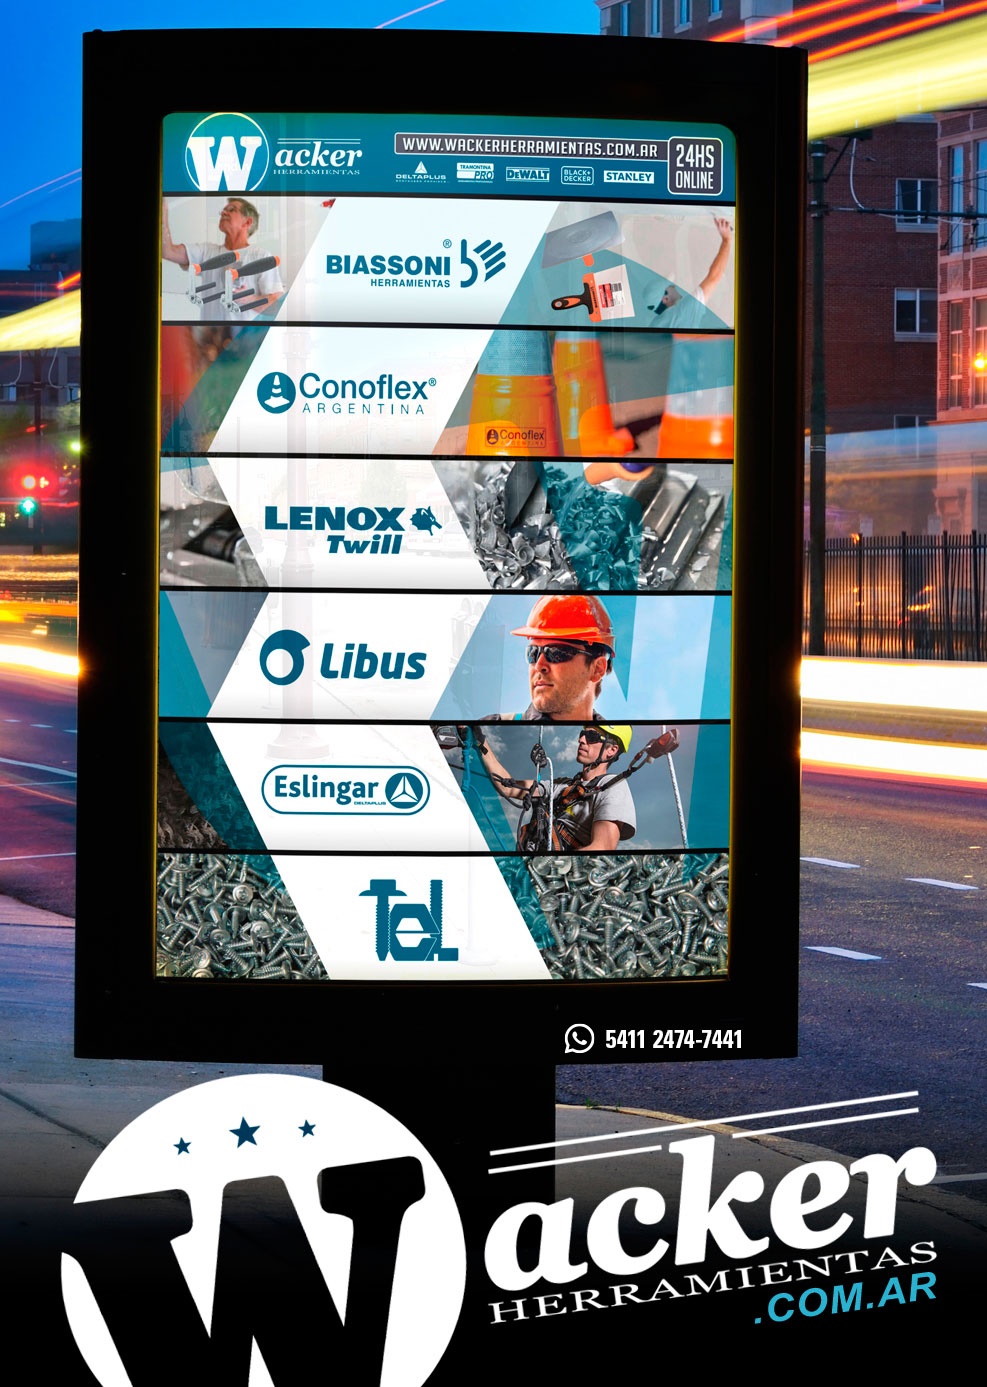 Wacker
HERRAMIENTAS
WWW.WACKERHERRAMIENTAS.COM.AR
24HS
ONLINE
DELTAPLUS
TRAMONTINA
PRO
DEWALT
BLACK+
DECKER
STANLEY
BIASSONI®
HERRAMIENTAS
Conoflex®
ARGENTINA
Conoflex
ARGENTINA
LENOX
Twill
Libus
Eslingar
DELTAPLUS
TEL
5411 2474-7441
Wacker
HERRAMIENTAS
.COM.AR